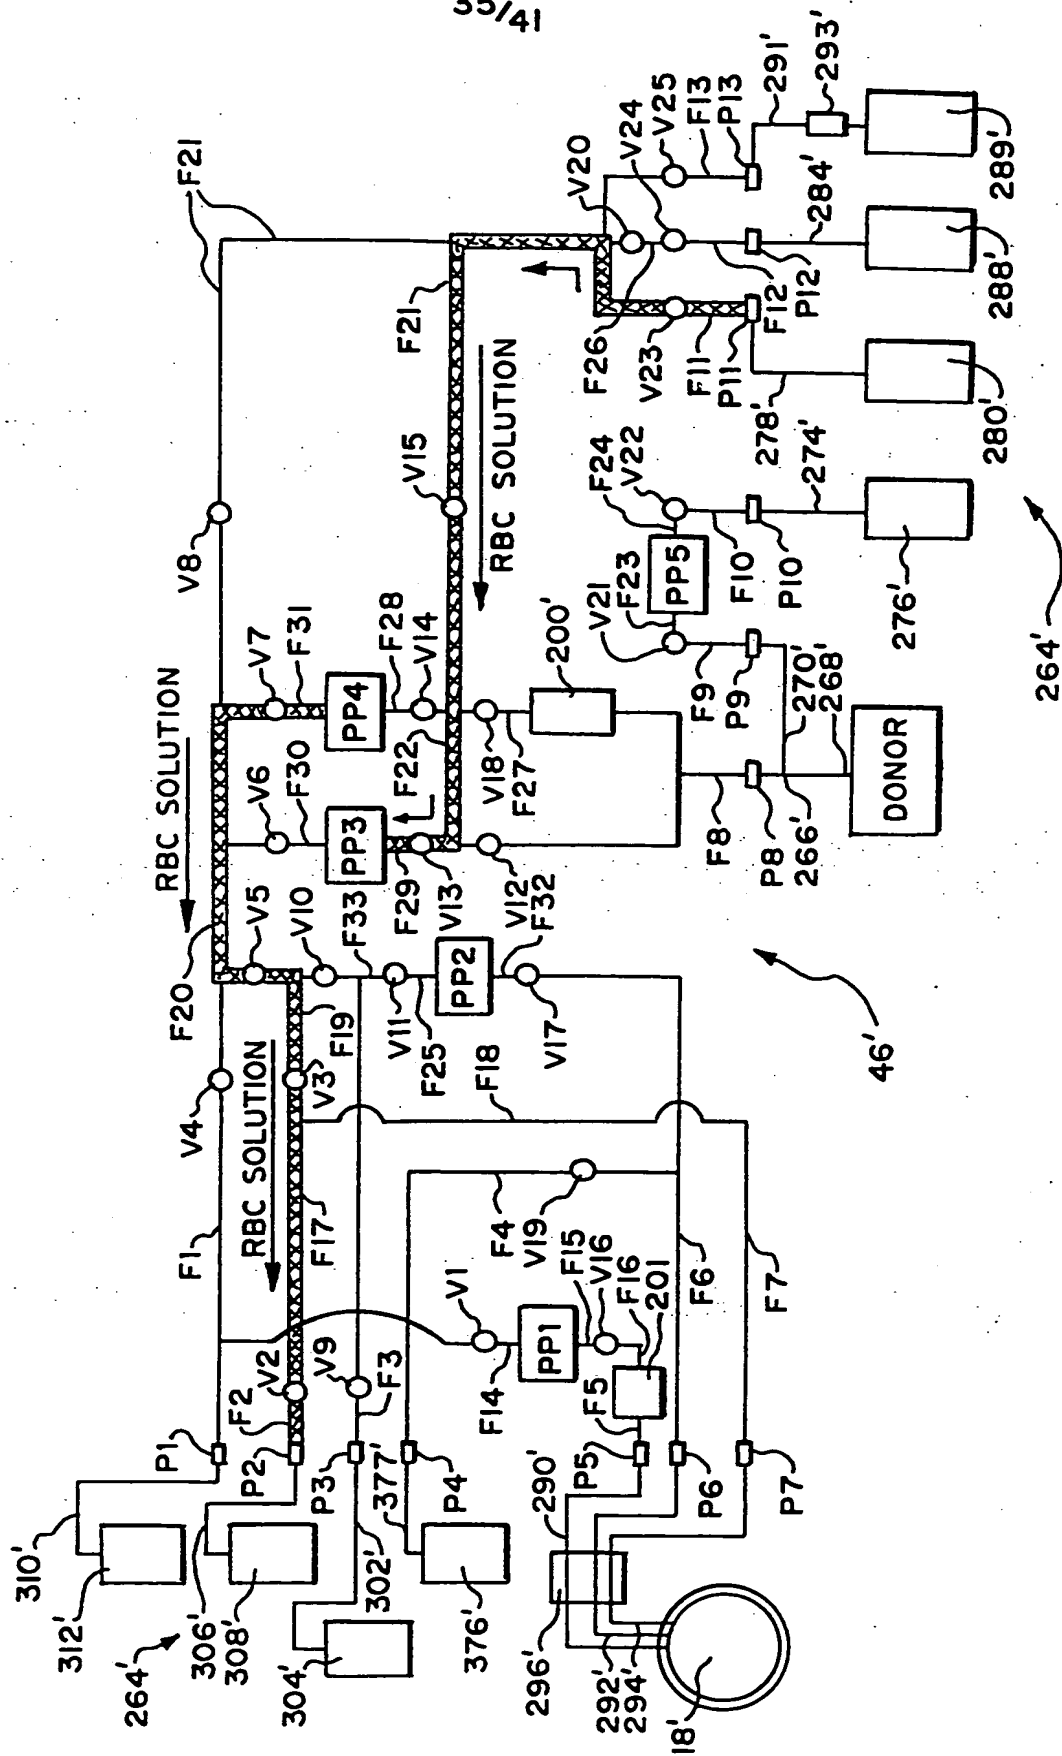 35/41
F21
V8
RBC SOLUTION
V7
F31
V6
F30
PP4
F28
V14
PP3
F22
F29
V13
V18
F27
V12
F32
200'
F20
V5
V10
F33
F19
V3
V11
F25
PP2
V17
F18
V4
F1
RBC SOLUTION
F17
F4
V19
V1
F14
PP1
F15
V16
F16
201
F5
F6
F7
F2
V2
V9
F3
P1
P2
P3
377'
P4
P5
290'
P6
P7
310'
312'
264'
306'
308'
304'
302'
376'
296'
292'
294'
18'
F21
V15
RBC SOLUTION
V20
V24
V25
F13
P13
291'
293'
F26
V23
F11
P11
F12
P12
284'
278'
289'
288'
280'
F24
V22
V21
F23
PP5
F10
P10
274'
276'
F9
P9
270'
268'
F8
P8
266'
DONOR
46'
264'